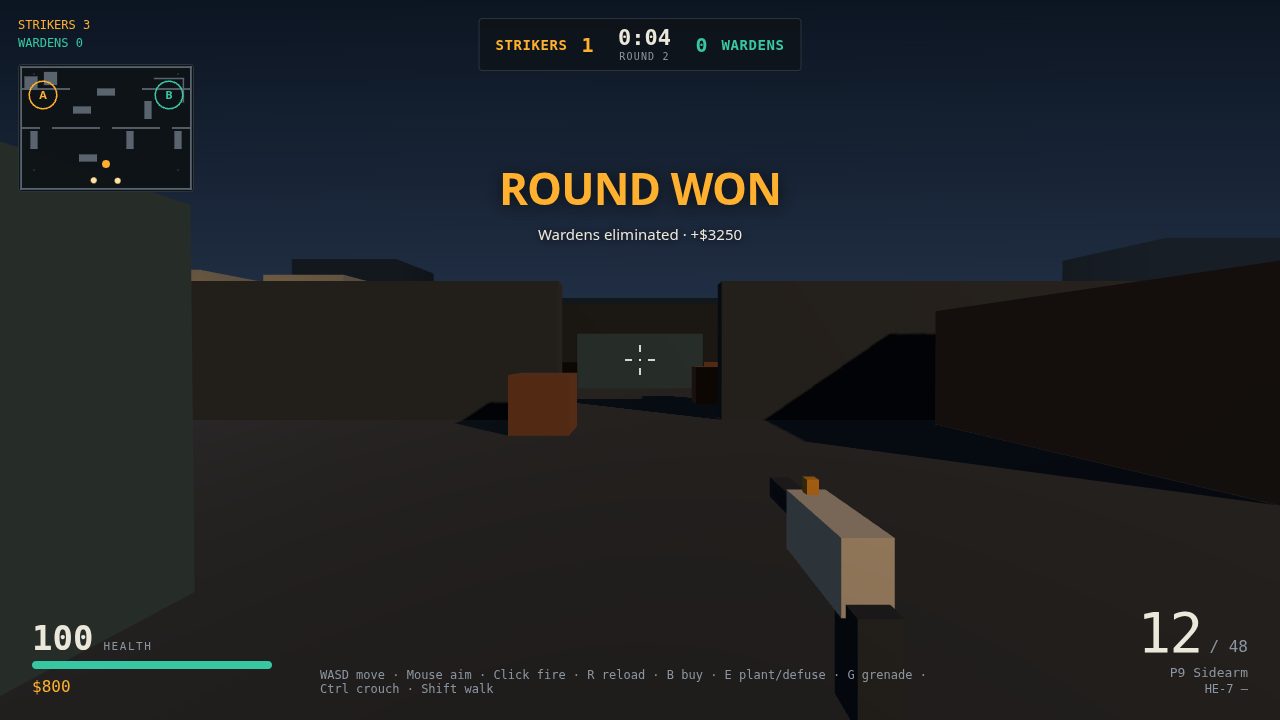 STRIKERS 3
WARDENS 0
STRIKERS 1 0:04 0 WARDENS
ROUND 2
A B
ROUND WON
Wardens eliminated · +$3250
100 HEALTH
$800
WASD move · Mouse aim · Click fire · R reload · B buy · E plant/defuse · G grenade ·
Ctrl crouch · Shift walk
12 / 48
P9 Sidearm
HE-7 —